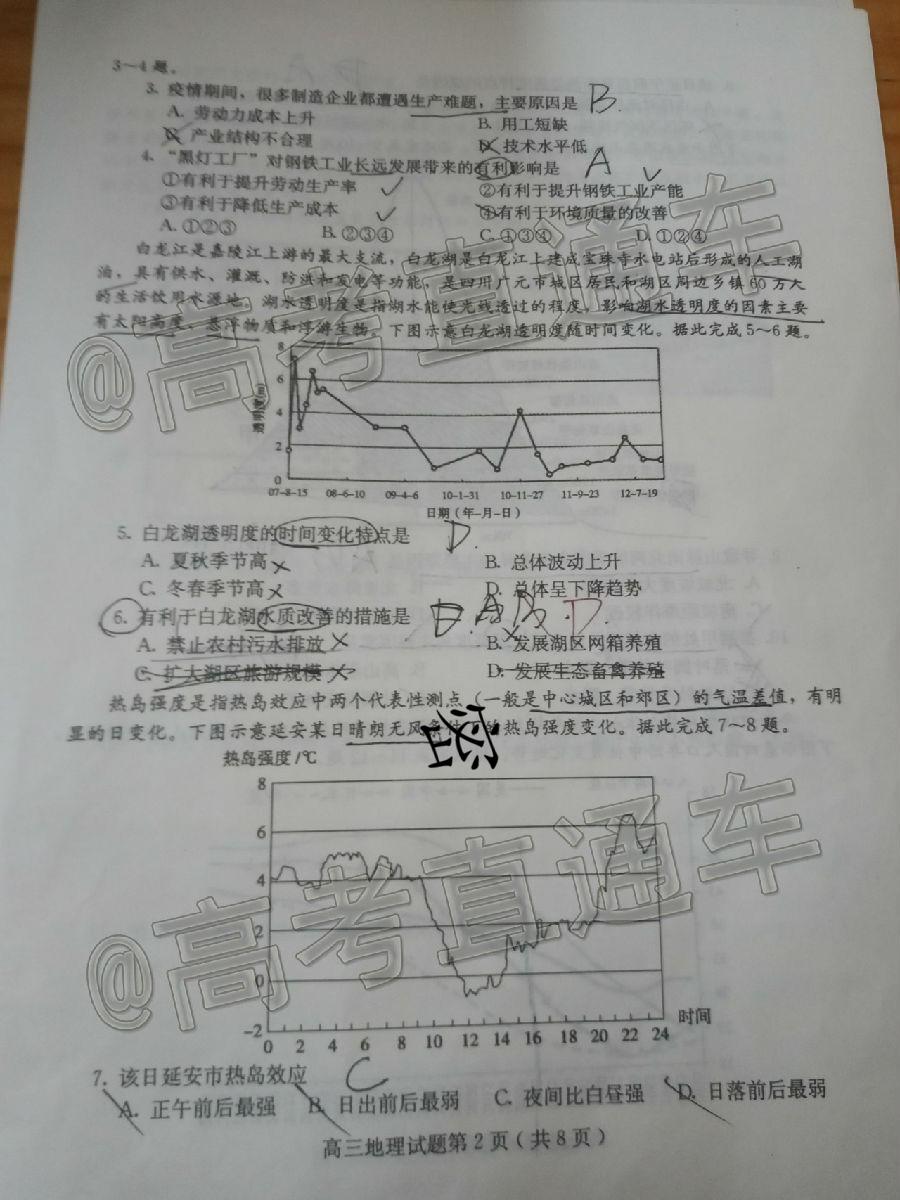 3～4题。
3. 疫情期间，很多制造企业都遭遇生产难题，主要原因是 B
A. 劳动力成本上升 B. 用工短缺
C. 产业结构不合理 D. 技术水平低
4. “黑灯工厂”对钢铁工业长远发展带来的有利影响是 A
①有利于提升劳动生产率 ②有利于提升钢铁工业产能
③有利于降低生产成本 ④有利于环境质量的改善
A. ①②③ B. ②③④ C. ①③④ D. ①②④
白龙江是嘉陵江上游的最大支流，白龙湖是白龙江上建成宝珠寺水电站后形成的人工湖
泊，具有供水、灌溉、防洪和发电等功能，是四川广元市城区居民和湖区周边乡镇60万人
的生活饮用水源地。湖水透明度是指湖水能使光线透过的程度，影响湖水透明度的因素主要
有太阳高度、悬浮物质和浮游生物。下图示意白龙湖透明度随时间变化。据此完成5～6题。
8
6
4
2
0
透明度(m)
07-8-15 08-6-10 09-4-6 10-1-31 10-11-27 11-9-23 12-7-19
日期（年-月-日）
5. 白龙湖透明度的时间变化特点是 D
A. 夏秋季节高 B. 总体波动上升
C. 冬春季节高 D. 总体呈下降趋势
6. 有利于白龙湖水质改善的措施是 D
A. 禁止农村污水排放 B. 发展湖区网箱养殖
C. 扩大湖区旅游规模 D. 发展生态畜禽养殖
热岛强度是指热岛效应中两个代表性测点（一般是中心城区和郊区）的气温差值，有明
显的日变化。下图示意延安某日晴朗无风条件下的热岛强度变化。据此完成7～8题。
密
热岛强度/℃
8
6
4
2
0
-2
0 2 4 6 8 10 12 14 16 18 20 22 24 时间
7. 该日延安市热岛效应 C
A. 正午前后最强 B. 日出前后最弱 C. 夜间比白昼强 D. 日落前后最弱
高三地理试题第2页（共8页）
@高考直通车
@高考直通车